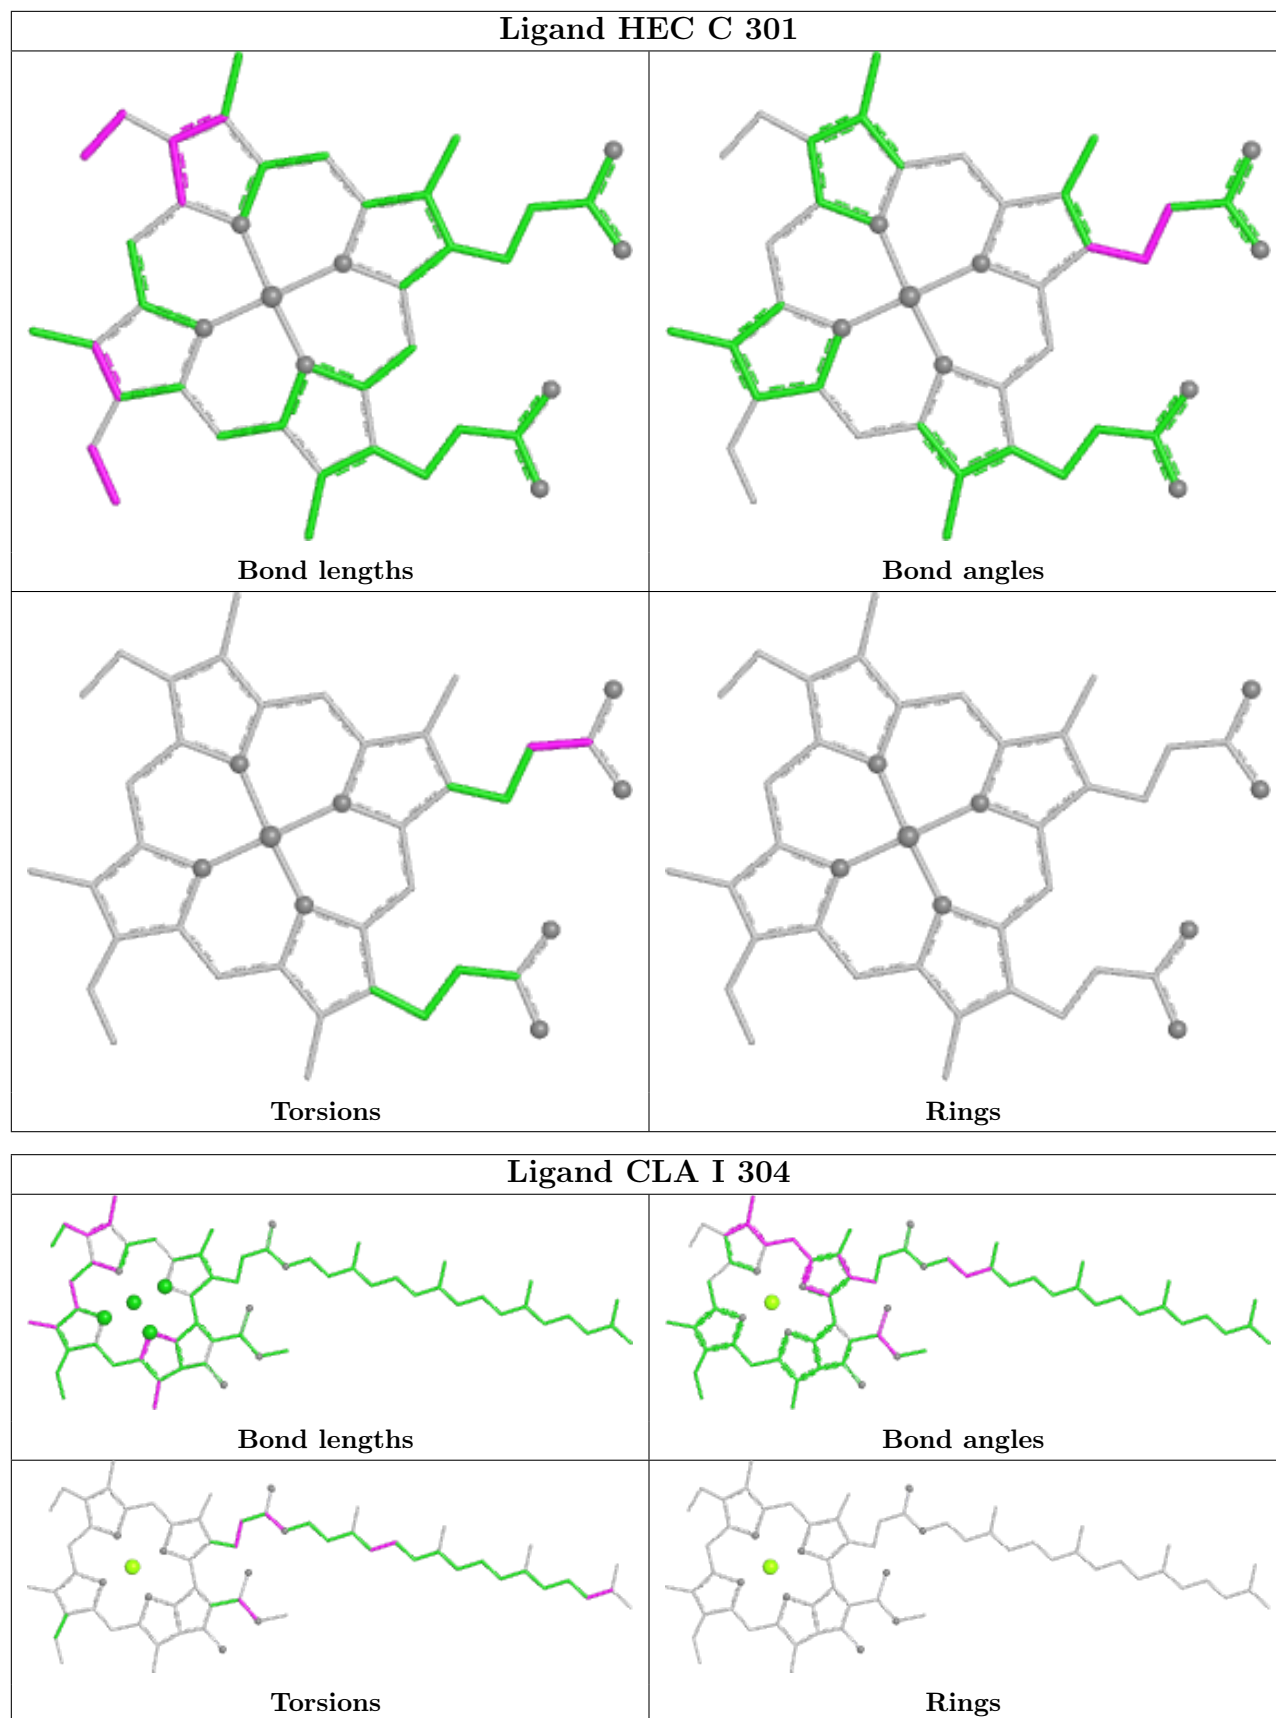 Ligand HEC C 301
Bond lengths
Bond angles
Torsions
Rings
Ligand CLA I 304
Bond lengths
Bond angles
Torsions
Rings